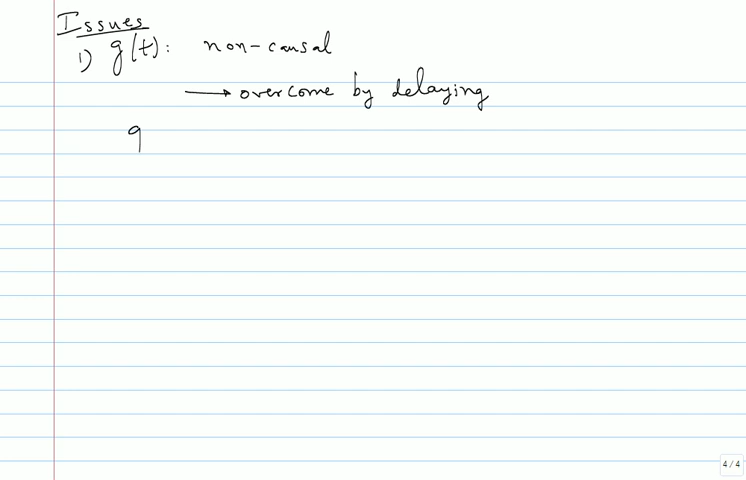 Issues
1) g(t): non-causal
→ overcome by delaying
g
4/4